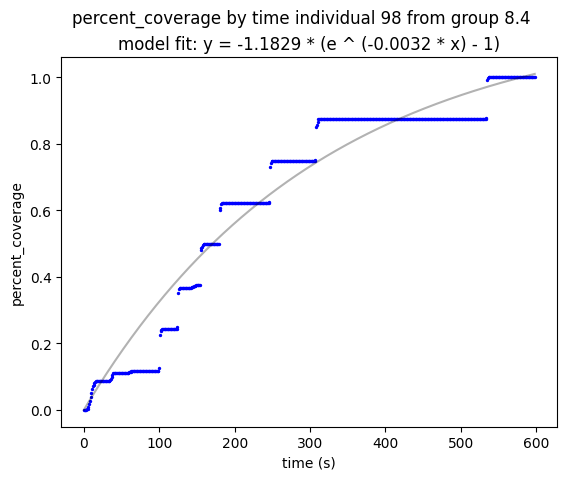 percent_coverage by time individual 98 from group 8.4
model fit: y = -1.1829 * (e ^ (-0.0032 * x) - 1)
1.0
0.8
0.6
0.4
0.2
0.0
percent_coverage
0 100 200 300 400 500 600
time (s)